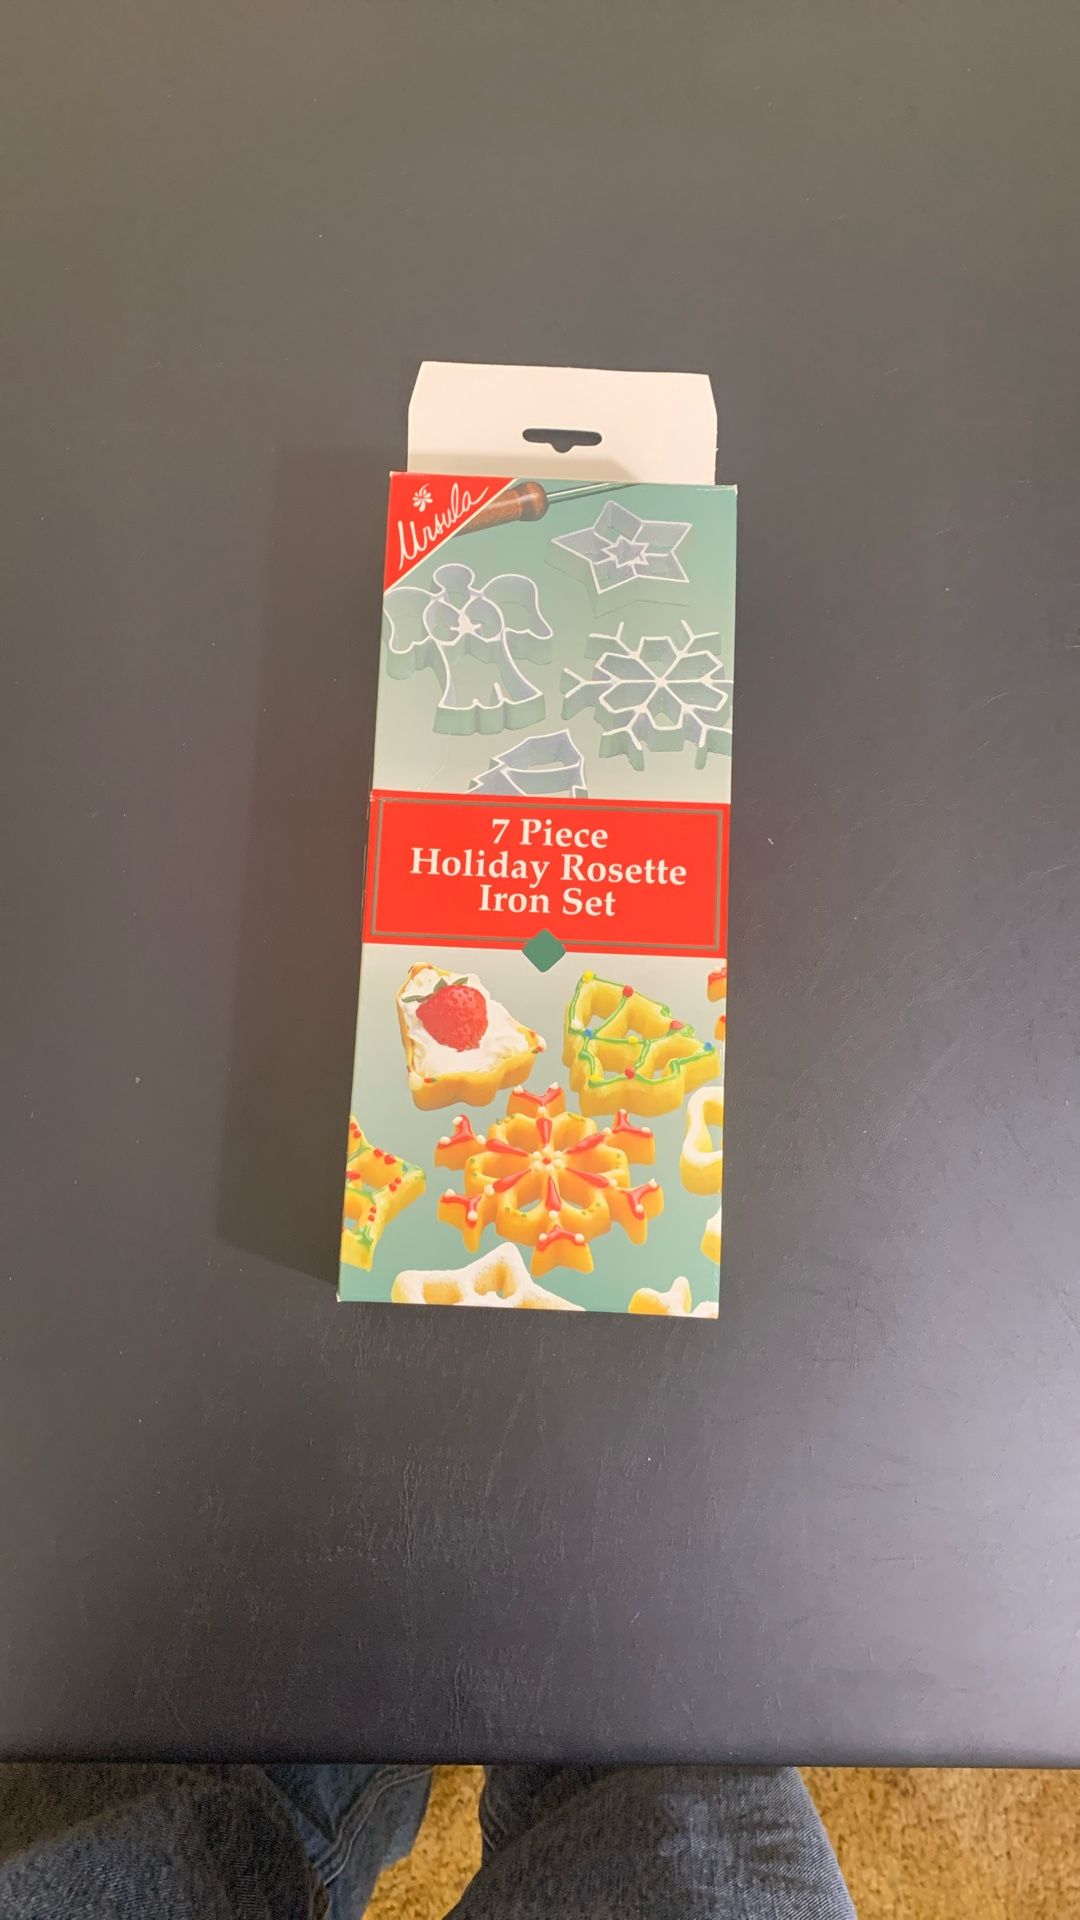 Ursula
7 Piece
Holiday Rosette
Iron Set